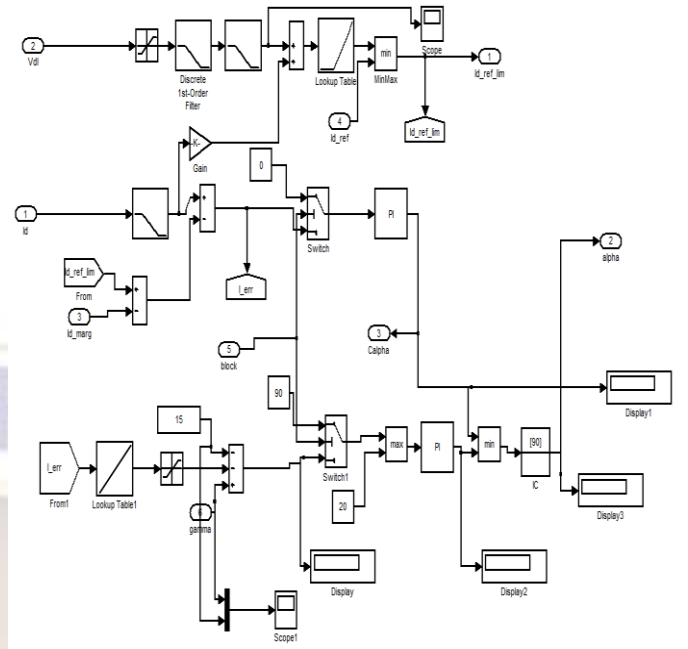 2
Vdl
Discrete
1st-Order
Filter
+
+
Lookup Table
min
MinMax
Scope
1
Id_ref_lim
4
Id_ref
Id_ref_lim
-K-
Gain
0
1
Id
+
-
Switch
PI
2
alpha
Id_ref_lim
From
+
-
3
Id_marg
I_err
5
block
3
Calpha
90
Display1
15
I_err
From1
Lookup Table1
-
-
+
Switch1
max
PI
min
[90]
IC
20
6
gamma
Display3
Display
Display2
Scope1